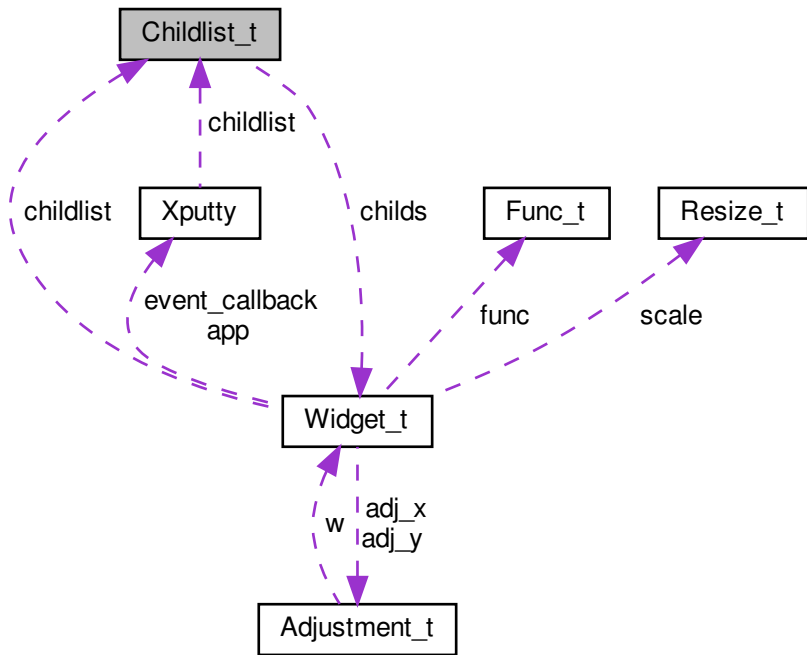 Childlist_t
childlist
childlist
Xputty
childs
Func_t
Resize_t
event_callback
app
func
scale
Widget_t
w
adj_x
adj_y
Adjustment_t